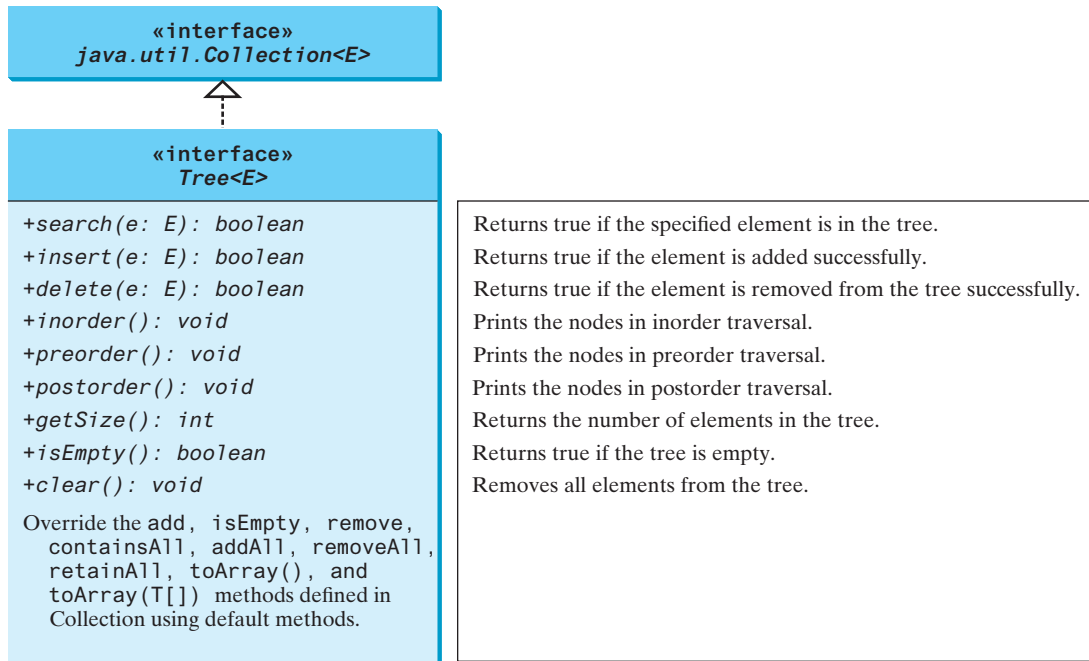 «interface»
java.util.Collection<E>
«interface»
Tree<E>
+search(e: E): boolean
Returns true if the specified element is in the tree.
+insert(e: E): boolean
Returns true if the element is added successfully.
+delete(e: E): boolean
Returns true if the element is removed from the tree successfully.
+inorder(): void
Prints the nodes in inorder traversal.
+preorder(): void
Prints the nodes in preorder traversal.
+postorder(): void
Prints the nodes in postorder traversal.
+getSize(): int
Returns the number of elements in the tree.
+isEmpty(): boolean
Returns true if the tree is empty.
+clear(): void
Removes all elements from the tree.
Override the add, isEmpty, remove,
containsAll, addAll, removeAll,
retainAll, toArray(), and
toArray(T[]) methods defined in
Collection using default methods.